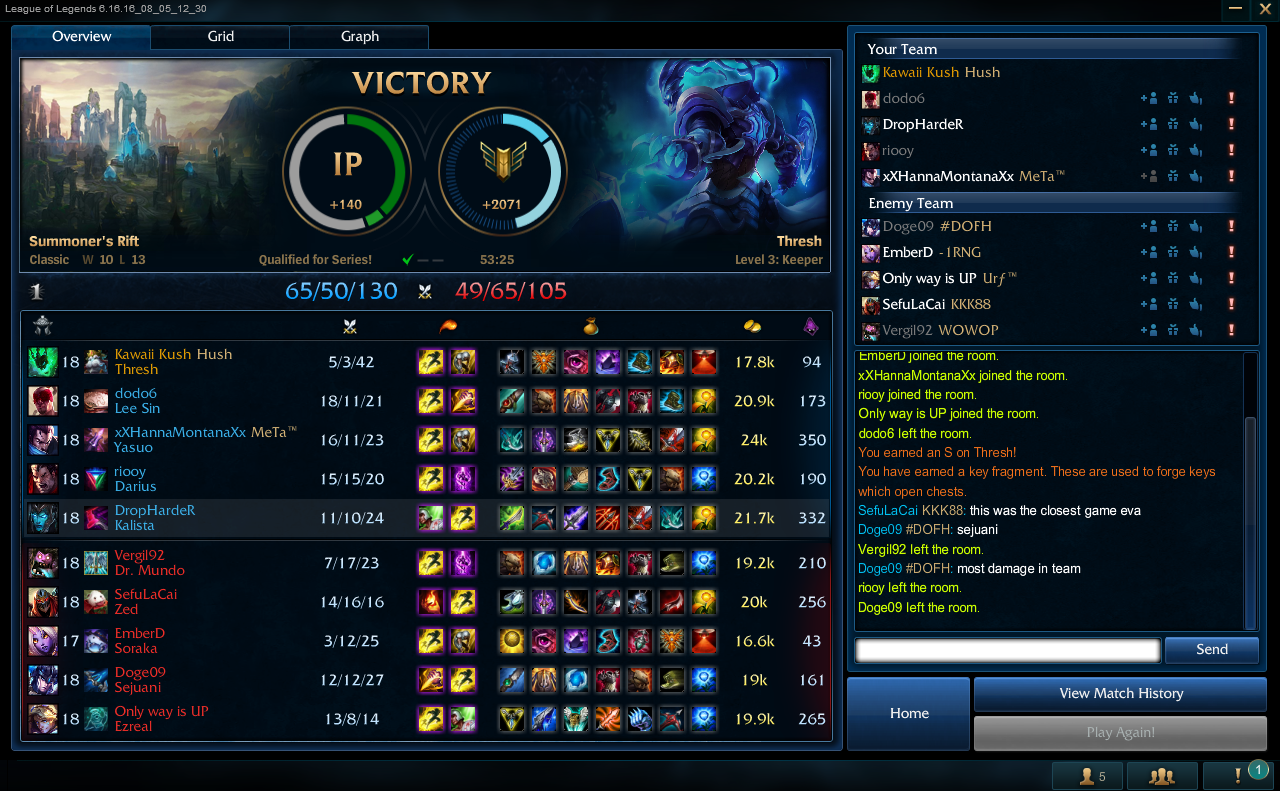 League of Legends 6.16.16_08_05_12_30
Overview Grid Graph
VICTORY
IP
+140
+2071
Summoner's Rift
Classic W 10 L 13
Qualified for Series!
53:25
Thresh
Level 3: Keeper
1
65/50/130 49/65/105
18 Kawaii Kush Hush 5/3/42 17.8k 94
Thresh
18 dodo6 18/11/21 20.9k 173
Lee Sin
18 xXHannaMontanaXx MeTa™ 16/11/23 24k 350
Yasuo
18 riooy 15/15/20 20.2k 190
Darius
18 DropHardeR 11/10/24 21.7k 332
Kalista
18 Vergil92 7/17/23 19.2k 210
Dr. Mundo
18 SefuLaCai 14/16/16 20k 256
Zed
17 EmberD 3/12/25 16.6k 43
Soraka
18 Doge09 12/12/27 19k 161
Sejuani
18 Only way is UP 13/8/14 19.9k 265
Ezreal
Your Team
Kawaii Kush Hush
dodo6
DropHardeR
riooy
xXHannaMontanaXx MeTa™
Enemy Team
Doge09 #DOFH
EmberD -1RNG
Only way is UP Urƒ™
SefuLaCai KKK88
Vergil92 WOWOP
EmberD joined the room.
xXHannaMontanaXx joined the room.
riooy joined the room.
Only way is UP joined the room.
dodo6 left the room.
You earned an S on Thresh!
You have earned a key fragment. These are used to forge keys
which open chests.
SefuLaCai KKK88: this was the closest game eva
Doge09 #DOFH: sejuani
Vergil92 left the room.
Doge09 #DOFH: most damage in team
riooy left the room.
Doge09 left the room.
Send
Home
View Match History
Play Again!
5
1